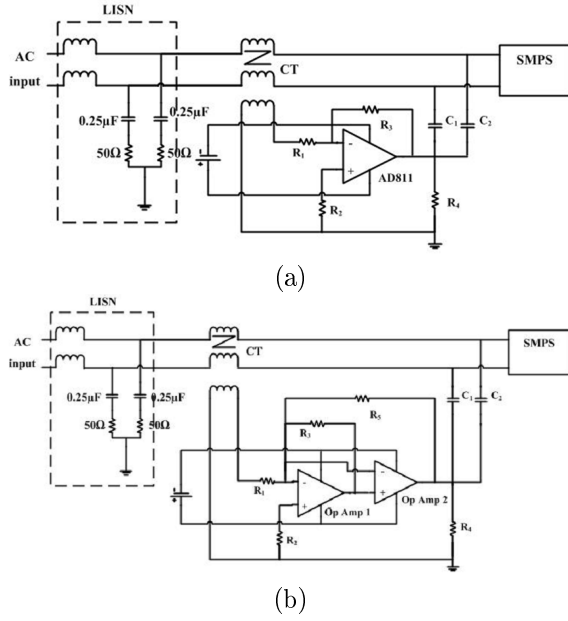 LISN
AC
input
0.25µF
0.25µF
50Ω
50Ω
CT
SMPS
R1
R3
R2
-
+
AD811
C1
C2
R4
(a)
LISN
AC
input
0.25µF
0.25µF
50Ω
50Ω
CT
SMPS
R5
R3
R1
-
+
Op Amp 1
-
+
Op Amp 2
R2
C1
C2
R4
(b)